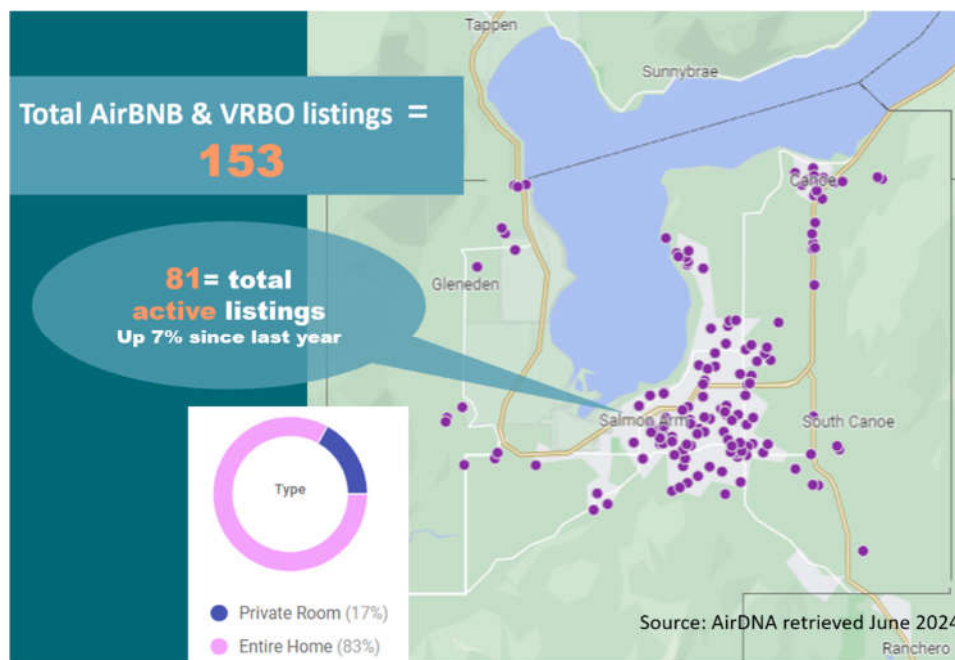 Tappen
Sunnybrae
Total AirBNB & VRBO listings =
153
Canoe
81= total
active listings
Up 7% since last year
Gleneden
Salmon Arm
South Canoe
Type
Private Room (17%)
Entire Home (83%)
Source: AirDNA retrieved June 2024
Ranchero